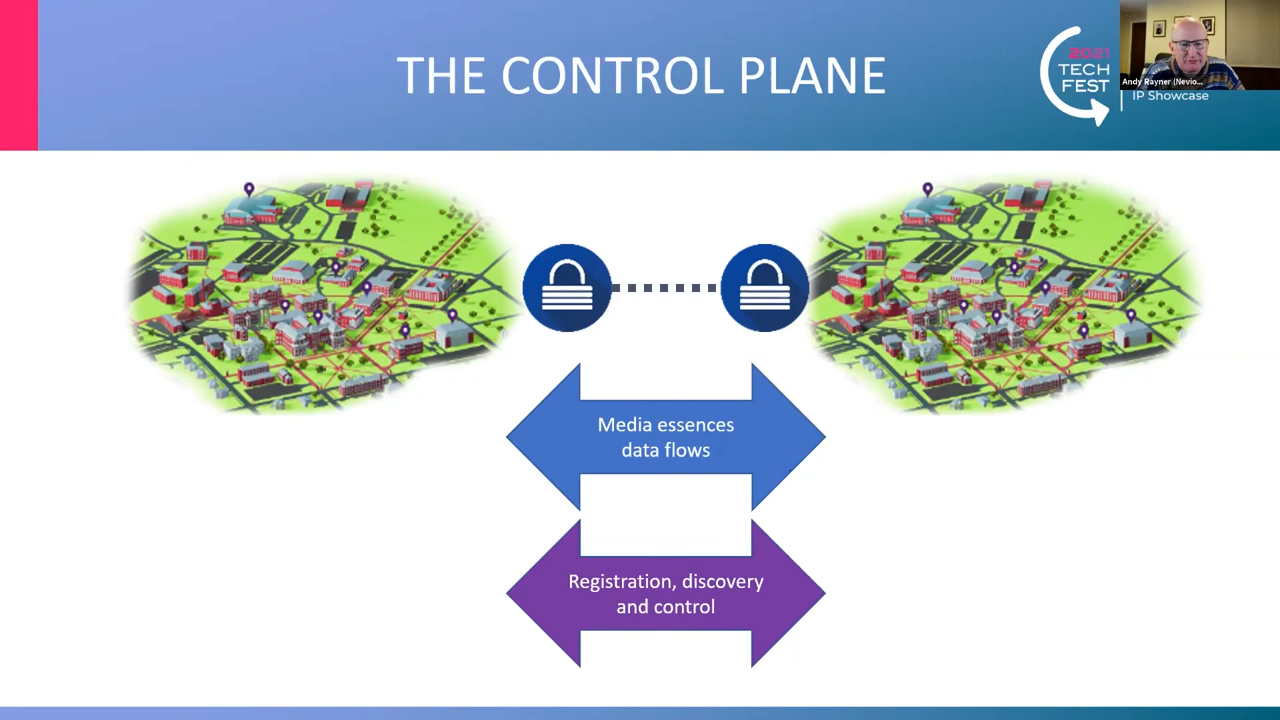 THE CONTROL PLANE
2021
TECH
FEST
IP Showcase
Andy Rayner (Nevio...
Media essences
data flows
Registration, discovery
and control